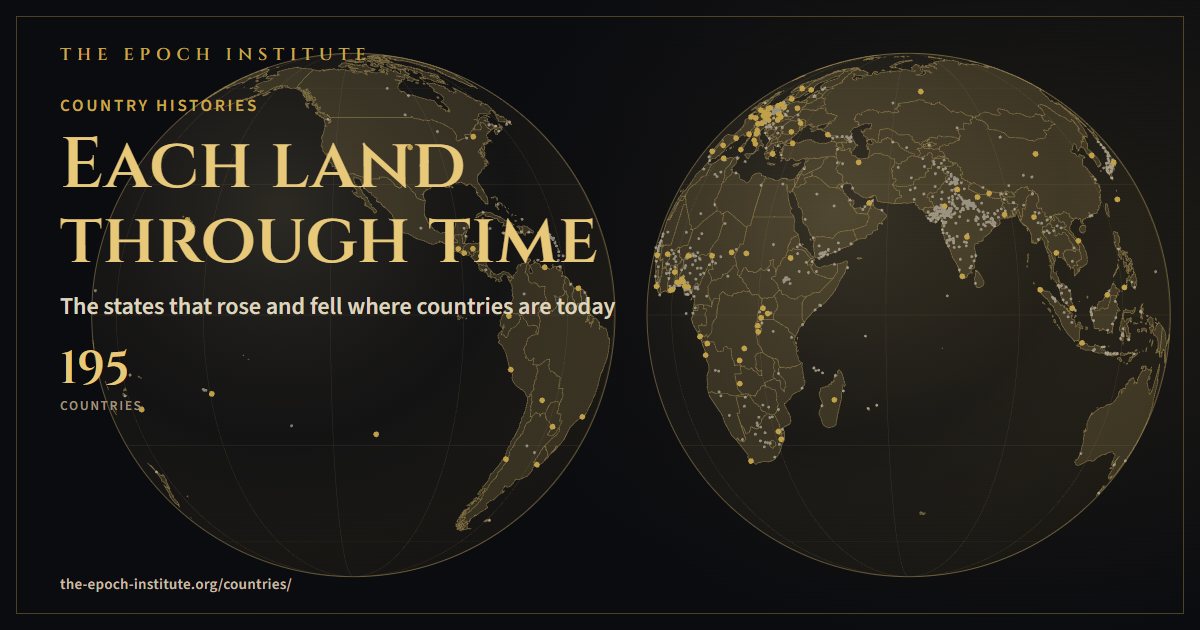 THE EPOCH INSTITUTE
COUNTRY HISTORIES
EACH LAND
THROUGH TIME
The states that rose and fell where countries are today
195
COUNTRIES
the-epoch-institute.org/countries/